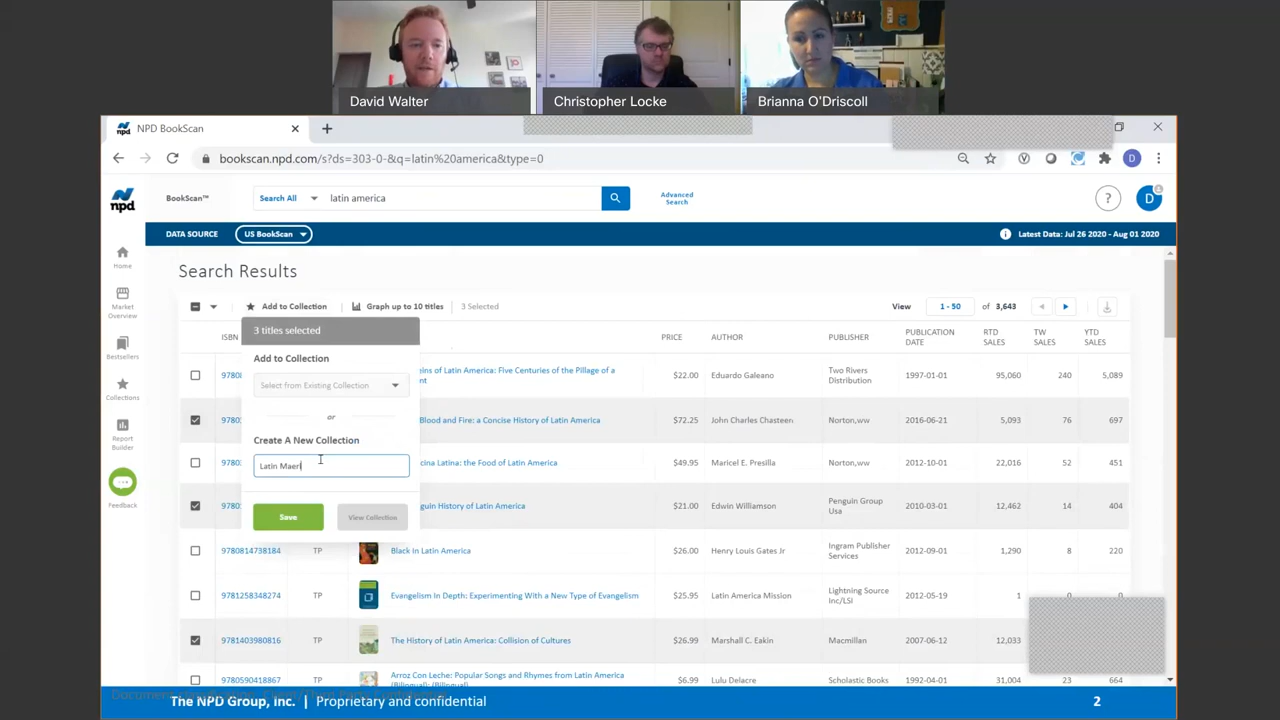 David Walter
Christopher Locke
Brianna O'Driscoll
npd NPD BookScan
bookscan.npd.com/s?ds=303-0-&q=latin%20america&type=0
D
npd
BookScan™
Search All
latin america
Advanced
Search
?
D
DATA SOURCE
US BookScan
Latest Data: Jul 26 2020 - Aug 01 2020
Home
Market
Overview
Bestsellers
Collections
Report
Builder
Feedback
Search Results
Add to Collection
Graph up to 10 titles
3 Selected
View
1 - 50
of 3,643
ISBN
PRICE
AUTHOR
PUBLISHER
PUBLICATION
DATE
RTD
SALES
TW
SALES
YTD
SALES
3 titles selected
Add to Collection
Select from Existing Collection
or
Create A New Collection
Latin Maeri
Save
View Collection
eins of Latin America: Five Centuries of the Pillage of a
nt
$22.00
Eduardo Galeano
Two Rivers
Distribution
1997-01-01
95,060
240
5,089
Blood and Fire: a Concise History of Latin America
$72.25
John Charles Chasteen
Norton,ww
2016-06-21
5,093
76
697
cina Latina: the Food of Latin America
$49.95
Maricel E. Presilla
Norton,ww
2012-10-01
22,016
52
451
nguin History of Latin America
$21.00
Edwin Williamson
Penguin Group
Usa
2010-03-01
12,462
14
404
9780814738184
TP
Black in Latin America
$26.00
Henry Louis Gates Jr
Ingram Publisher
Services
2012-09-01
1,290
8
220
9781258348274
TP
Evangelism In Depth: Experimenting With a New Type of Evangelism
$25.95
Latin America Mission
Lightning Source
Inc/LSI
2012-05-19
1
9781403980816
TP
The History of Latin America: Collision of Cultures
$26.99
Marshall C. Eakin
Macmillan
2007-06-12
12,033
9780590418867
TP
Arroz Con Leche: Popular Songs and Rhymes from Latin America
$6.99
Lulu Delacre
Scholastic Books
1992-04-01
31,004
23
664
The NPD Group, Inc. | Proprietary and confidential
2